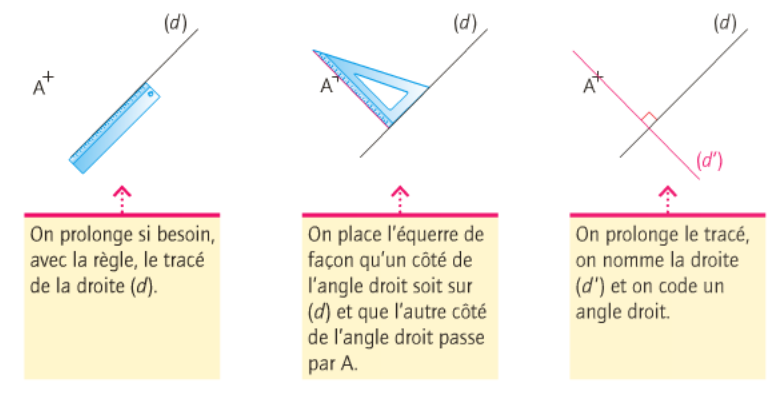 (d)
A
On prolonge si besoin,
avec la règle, le tracé
de la droite (d).
(d)
A
On place l'équerre de
façon qu'un côté de
l'angle droit soit sur
(d) et que l'autre côté
de l'angle droit passe
par A.
(d)
A
(d')
On prolonge le tracé,
on nomme la droite
(d') et on code un
angle droit.